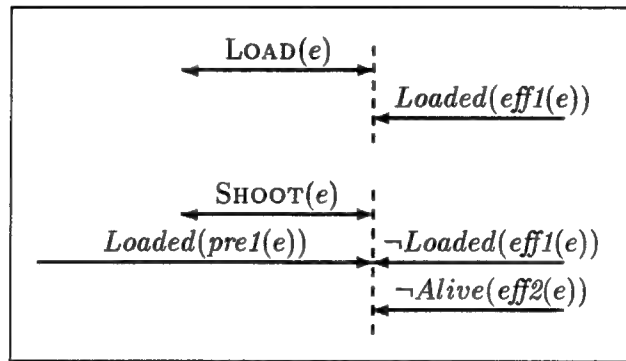 LOAD(e)
Loaded(eff1(e))
SHOOT(e)
Loaded(pre1(e)) ¬Loaded(eff1(e))
¬Alive(eff2(e))